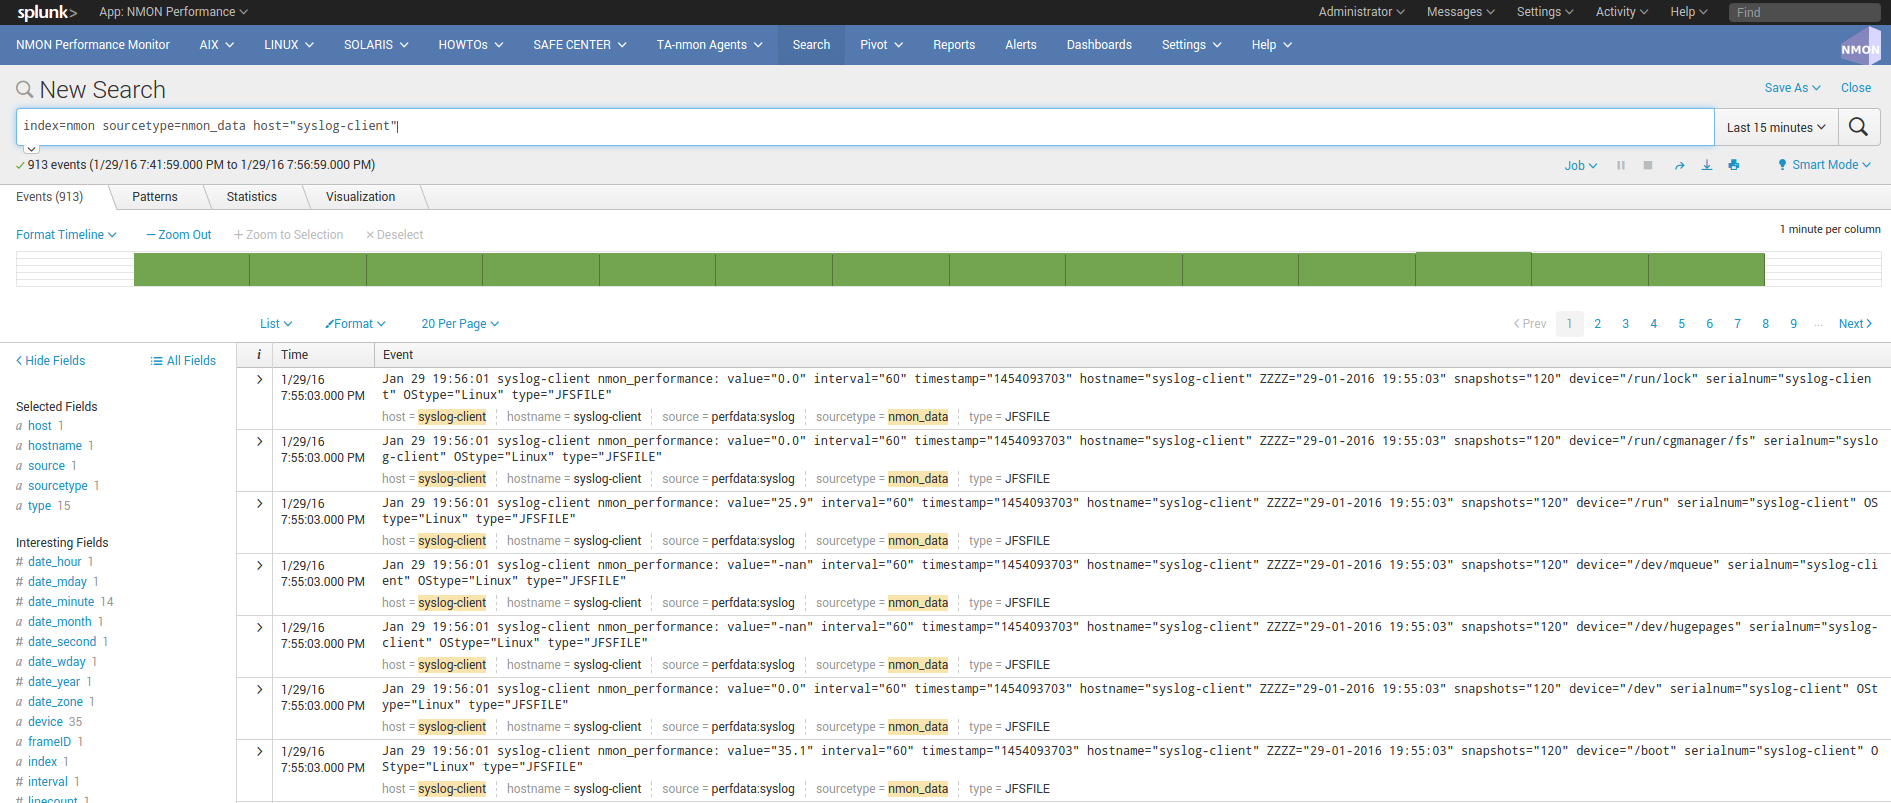 splunk> App: NMON Performance Administrator Messages Settings Activity Help Find
NMON Performance Monitor AIX LINUX SOLARIS HOWTOs SAFE CENTER TA-nmon Agents Search Pivot Reports Alerts Dashboards Settings Help NMON
New Search Save As Close
index=nmon sourcetype=nmon_data host="syslog-client" Last 15 minutes
913 events (1/29/16 7:41:59.000 PM to 1/29/16 7:56:59.000 PM) Job Smart Mode
Events (913) Patterns Statistics Visualization
Format Timeline — Zoom Out + Zoom to Selection × Deselect 1 minute per column
List Format 20 Per Page < Prev 1 2 3 4 5 6 7 8 9 ... Next >
< Hide Fields All Fields
Selected Fields
a host 1
a hostname 1
a source 1
a sourcetype 1
a type 15
Interesting Fields
# date_hour 1
# date_mday 1
# date_minute 14
a date_month 1
# date_second 1
a date_wday 1
# date_year 1
a date_zone 1
a device 35
a frameID 1
a index 1
# interval 1
# linecount 1
i Time Event
> 1/29/16 Jan 29 19:56:01 syslog-client nmon_performance: value="0.0" interval="60" timestamp="1454093703" hostname="syslog-client" ZZZZ="29-01-2016 19:55:03" snapshots="120" device="/run/lock" serialnum="syslog-clien
7:55:03.000 PM t" OStype="Linux" type="JFSFILE"
host = syslog-client hostname = syslog-client source = perfdata:syslog sourcetype = nmon_data type = JFSFILE
> 1/29/16 Jan 29 19:56:01 syslog-client nmon_performance: value="0.0" interval="60" timestamp="1454093703" hostname="syslog-client" ZZZZ="29-01-2016 19:55:03" snapshots="120" device="/run/cgmanager/fs" serialnum="syslo
7:55:03.000 PM g-client" OStype="Linux" type="JFSFILE"
host = syslog-client hostname = syslog-client source = perfdata:syslog sourcetype = nmon_data type = JFSFILE
> 1/29/16 Jan 29 19:56:01 syslog-client nmon_performance: value="25.9" interval="60" timestamp="1454093703" hostname="syslog-client" ZZZZ="29-01-2016 19:55:03" snapshots="120" device="/run" serialnum="syslog-client" OS
7:55:03.000 PM type="Linux" type="JFSFILE"
host = syslog-client hostname = syslog-client source = perfdata:syslog sourcetype = nmon_data type = JFSFILE
> 1/29/16 Jan 29 19:56:01 syslog-client nmon_performance: value="-nan" interval="60" timestamp="1454093703" hostname="syslog-client" ZZZZ="29-01-2016 19:55:03" snapshots="120" device="/dev/mqueue" serialnum="syslog-cli
7:55:03.000 PM ent" OStype="Linux" type="JFSFILE"
host = syslog-client hostname = syslog-client source = perfdata:syslog sourcetype = nmon_data type = JFSFILE
> 1/29/16 Jan 29 19:56:01 syslog-client nmon_performance: value="-nan" interval="60" timestamp="1454093703" hostname="syslog-client" ZZZZ="29-01-2016 19:55:03" snapshots="120" device="/dev/hugepages" serialnum="syslog-
7:55:03.000 PM client" OStype="Linux" type="JFSFILE"
host = syslog-client hostname = syslog-client source = perfdata:syslog sourcetype = nmon_data type = JFSFILE
> 1/29/16 Jan 29 19:56:01 syslog-client nmon_performance: value="0.0" interval="60" timestamp="1454093703" hostname="syslog-client" ZZZZ="29-01-2016 19:55:03" snapshots="120" device="/dev" serialnum="syslog-client" OSt
7:55:03.000 PM ype="Linux" type="JFSFILE"
host = syslog-client hostname = syslog-client source = perfdata:syslog sourcetype = nmon_data type = JFSFILE
> 1/29/16 Jan 29 19:56:01 syslog-client nmon_performance: value="35.1" interval="60" timestamp="1454093703" hostname="syslog-client" ZZZZ="29-01-2016 19:55:03" snapshots="120" device="/boot" serialnum="syslog-client" O
7:55:03.000 PM Stype="Linux" type="JFSFILE"
host = syslog-client hostname = syslog-client source = perfdata:syslog sourcetype = nmon_data type = JFSFILE